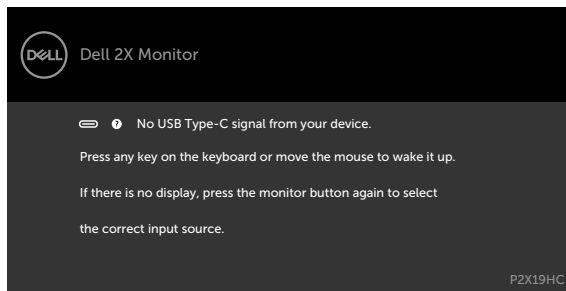 DELL Dell 2X Monitor
? No USB Type-C signal from your device.
Press any key on the keyboard or move the mouse to wake it up.
If there is no display, press the monitor button again to select
the correct input source.
P2X19HC